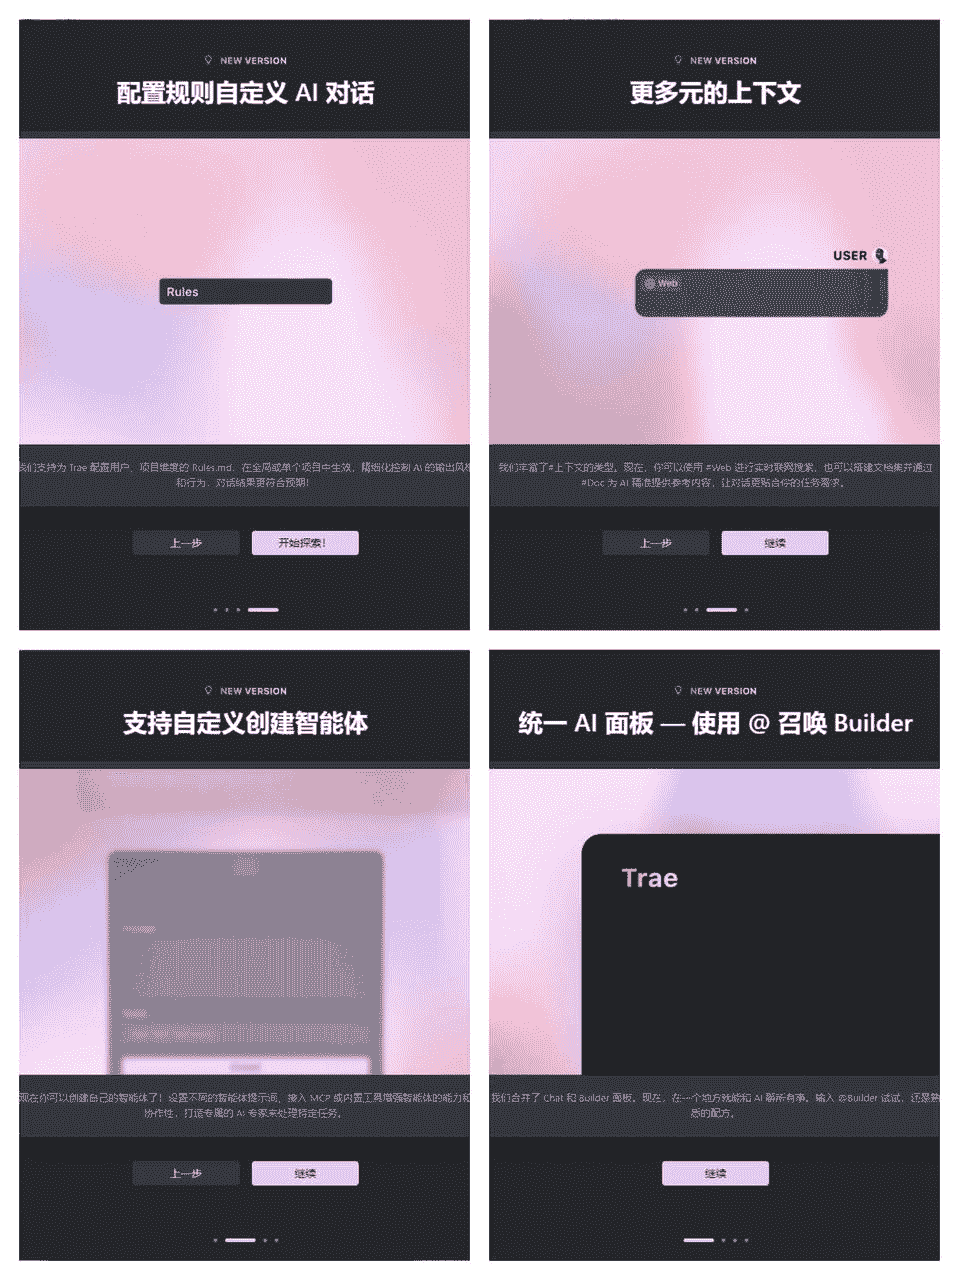 NEW VERSION
配置规则自定义 AI 对话
Rules
我们支持为 Trae 配置用户、项目维度的 Rules.md，在全局或单个项目中生效，精细化控制 AI 的输出风格
和行为，对话结果更符合预期！
上一步
开始探索！
NEW VERSION
更多元的上下文
USER
Web
我们丰富了#上下文的类型。现在，你可以使用 #Web 进行实时联网搜索，也可以搭建文档集并通过
#Doc 为 AI 精准提供参考内容，让对话更贴合你的任务需求。
上一步
继续
NEW VERSION
支持自定义创建智能体
现在你可以创建自己的智能体了！设置不同的智能体提示词，接入 MCP 或内置工具增强智能体的能力和
协作性，打造专属的 AI 专家来处理特定任务。
上一步
继续
NEW VERSION
统一 AI 面板 — 使用 @ 召唤 Builder
Trae
我们合并了 Chat 和 Builder 面板。现在，在一个地方就能和 AI 聊所有事。输入 @Builder 试试，还是熟
悉的配方。
继续